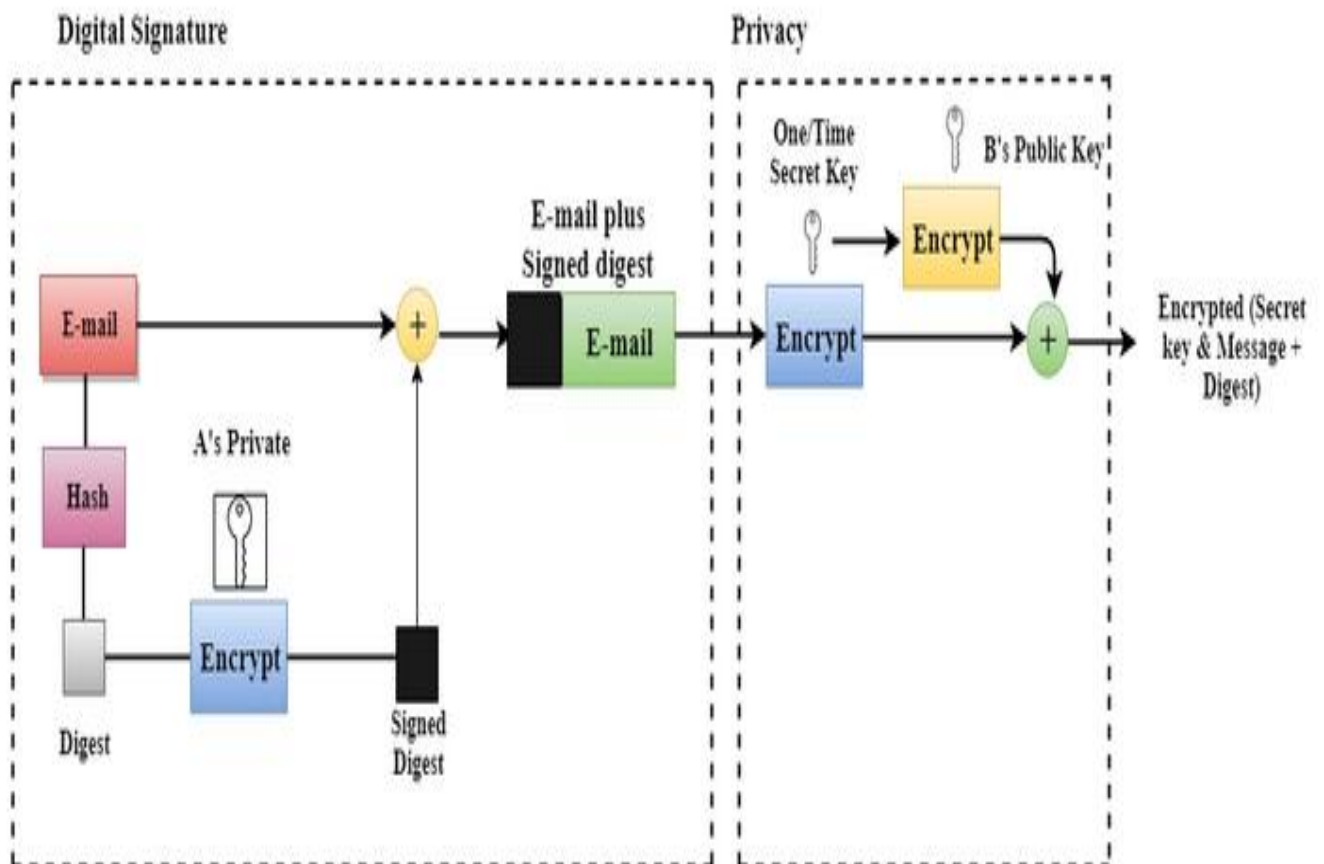 Digital Signature
Privacy
One/Time
Secret Key
B's Public Key
E-mail plus
Signed digest
Encrypt
E-mail
+
E-mail
Encrypt
+
Encrypted (Secret
key & Message +
Digest)
A's Private
Hash
Encrypt
Digest
Signed
Digest